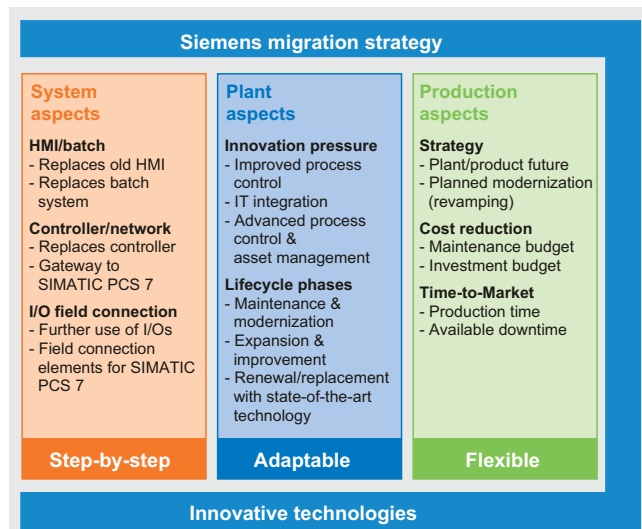 Siemens migration strategy
System
aspects
HMI/batch
- Replaces old HMI
- Replaces batch
system
Controller/network
- Replaces controller
- Gateway to
SIMATIC PCS 7
I/O field connection
- Further use of I/Os
- Field connection
elements for SIMATIC
PCS 7
Step-by-step
Plant
aspects
Innovation pressure
- Improved process
control
- IT integration
- Advanced process
control &
asset management
Lifecycle phases
- Maintenance &
modernization
- Expansion &
improvement
- Renewal/replacement
with state-of-the-art
technology
Adaptable
Production
aspects
Strategy
- Plant/product future
- Planned modernization
(revamping)
Cost reduction
- Maintenance budget
- Investment budget
Time-to-Market
- Production time
- Available downtime
Flexible
Innovative technologies